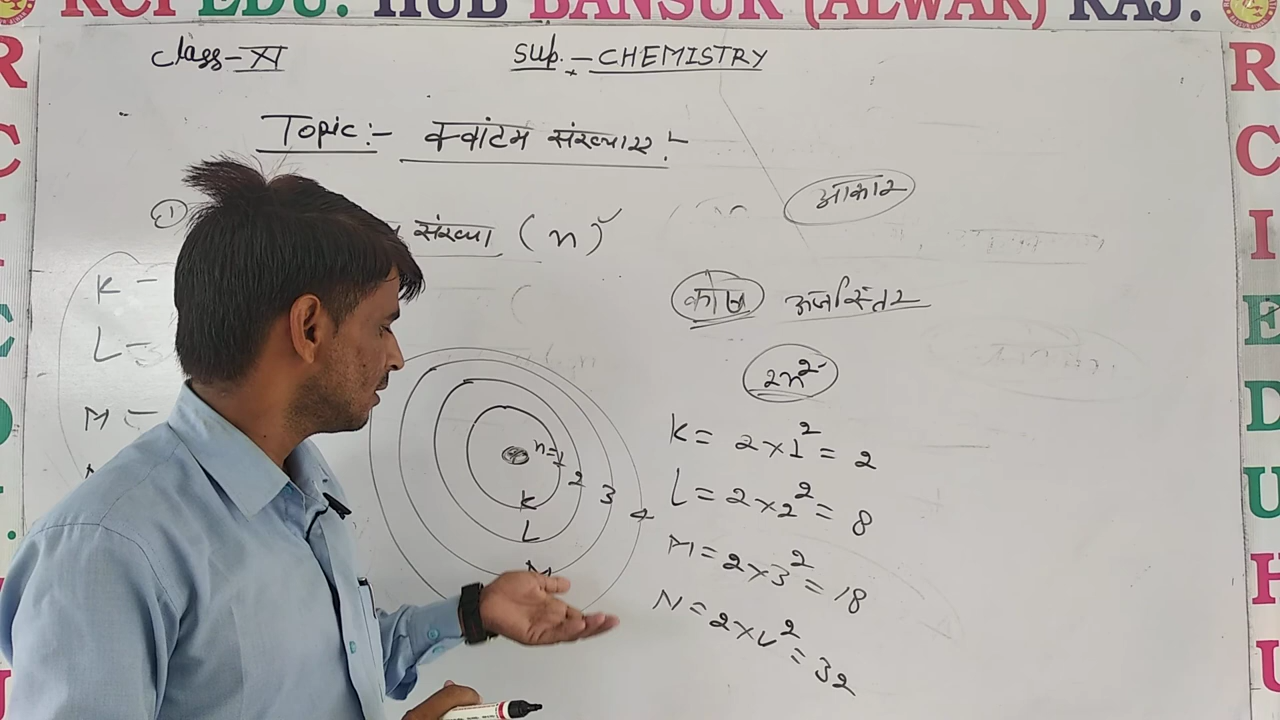 RCI EDU. HUB BANSUR (ALWAR) RAJ.
Class-XI
Sub.-CHEMISTRY
Topic:- क्वांटम संख्याएं:-
① संख्या (n)
आकार
K -
L -
M -
कोश ऊर्जास्तर
2n²
n=1 2 3 4
K
L
M
K = 2×1² = 2
L = 2×2² = 8
M = 2×3² = 18
N = 2×4² = 32
R
C
I
E
D
U
H
U